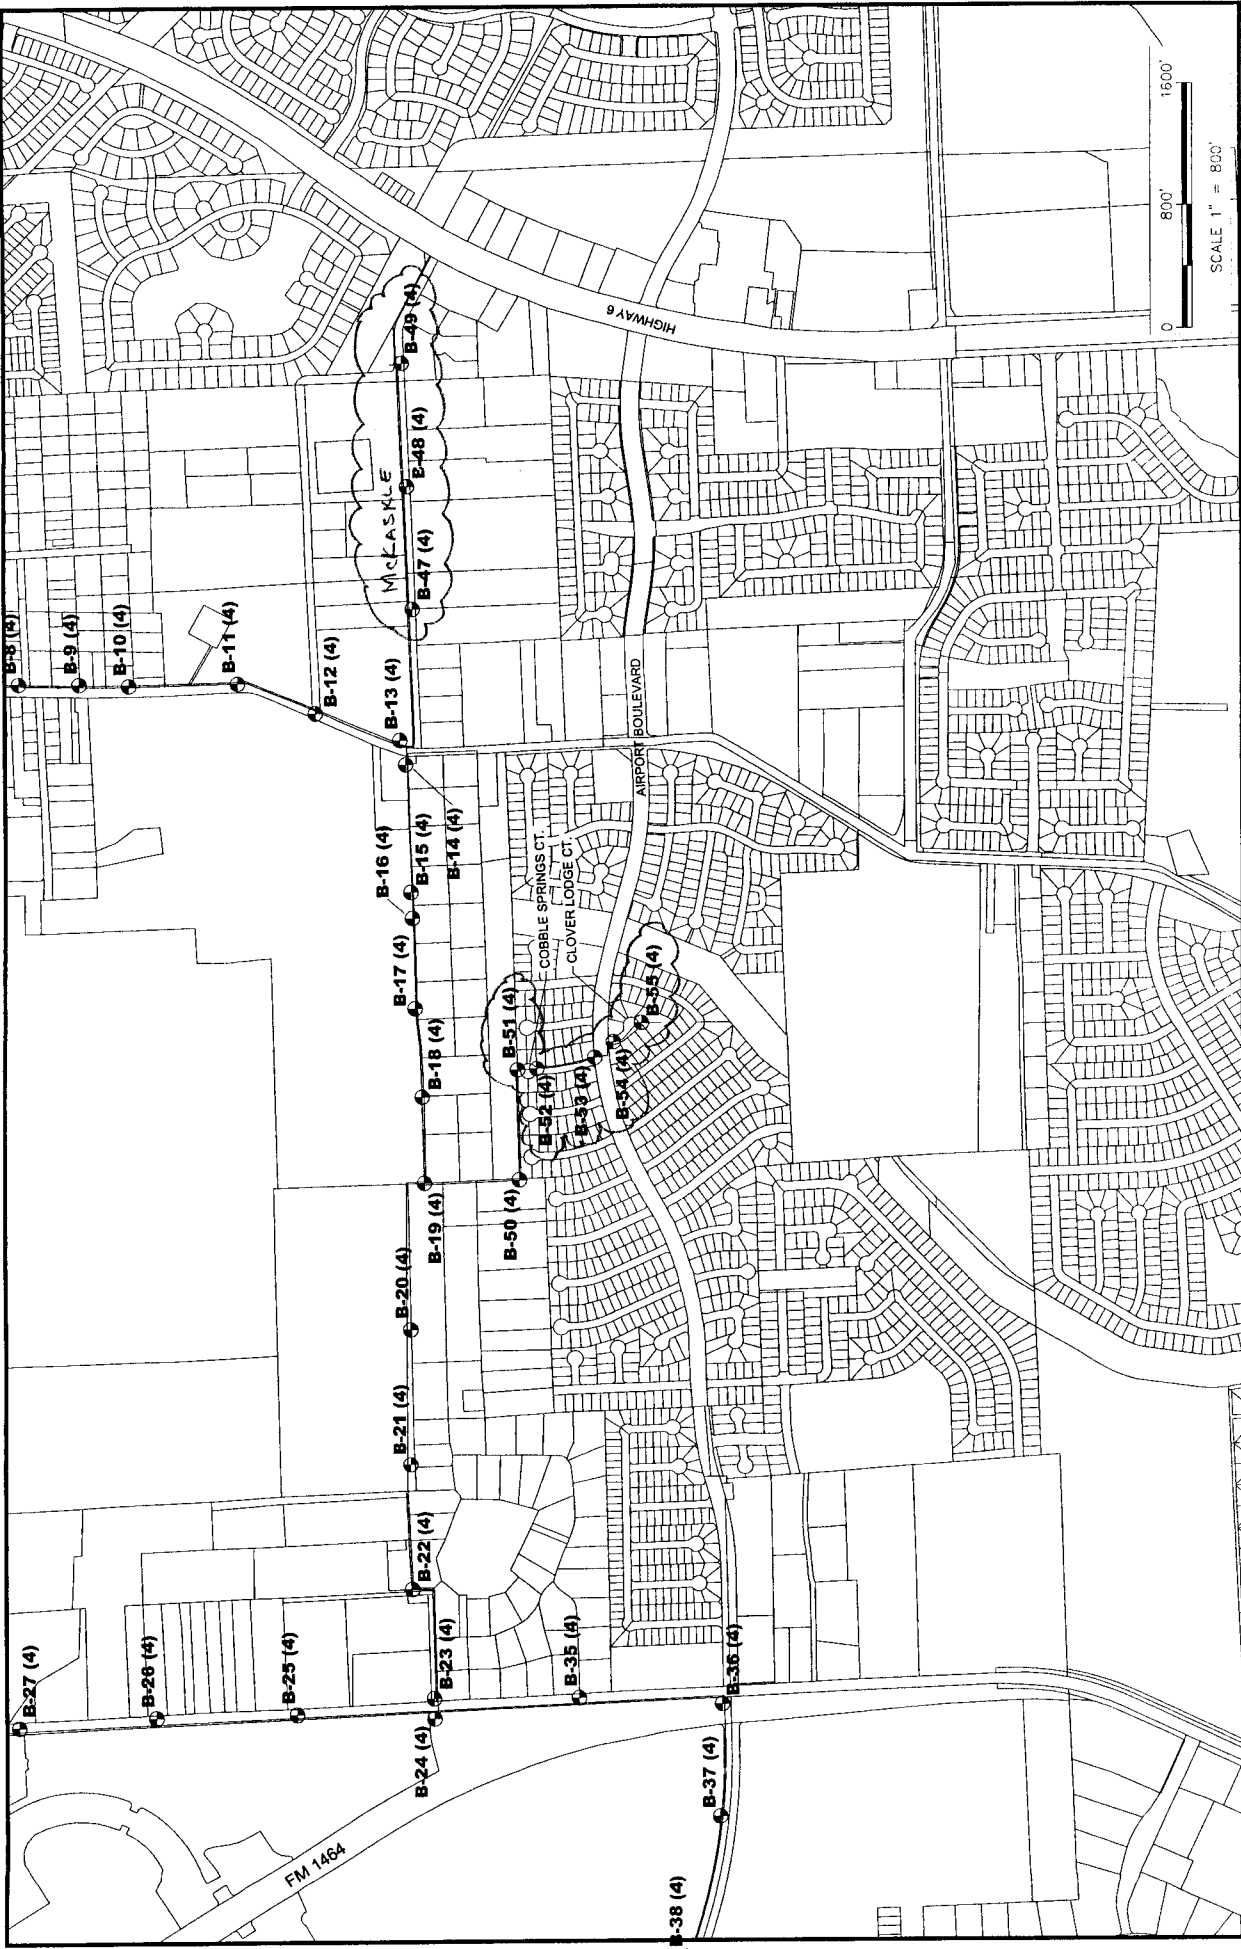 B-8 (4)
B-9 (4)
B-10 (4)
B-11 (4)
B-12 (4)
B-13 (4)
B-14 (4)
B-15 (4)
B-16 (4)
B-17 (4)
B-18 (4)
B-19 (4)
B-20 (4)
B-21 (4)
B-22 (4)
B-23 (4)
B-24 (4)
B-25 (4)
B-26 (4)
B-27 (4)
B-35 (4)
B-36 (4)
B-37 (4)
B-38 (4)
McKASKLE
B-47 (4)
B-48 (4)
B-49 (4)
B-50 (4)
B-51 (4)
B-52 (4)
B-53 (4)
B-54 (4)
B-55 (4)
COBBLE SPRINGS CT.
CLOVER LODGE CT.
AIRPORT BOULEVARD
HIGHWAY 6
FM 1464
0 800' 1600'
SCALE 1" = 800'